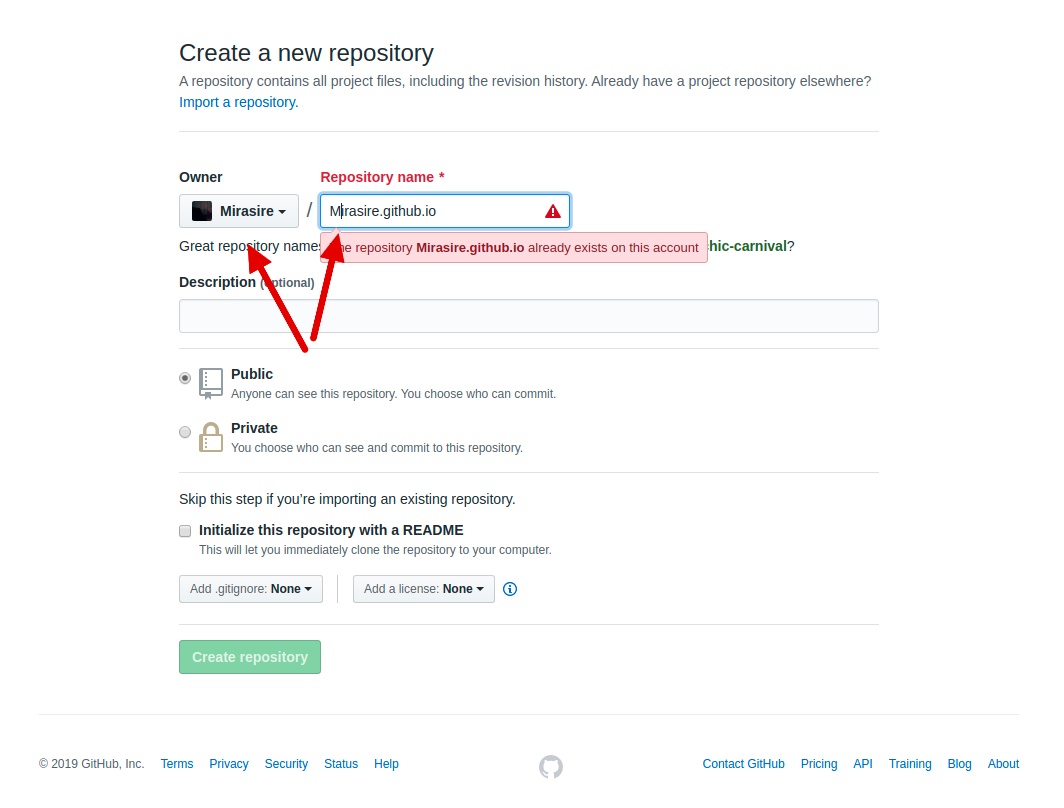 Create a new repository
A repository contains all project files, including the revision history. Already have a project repository elsewhere?
Import a repository.
Owner
Repository name *
Mirasire / Mirasire.github.io
Great repository names
repository Mirasire.github.io already exists on this account
hic-carnival?
Description
Public
Anyone can see this repository. You choose who can commit.
Private
You choose who can see and commit to this repository.
Skip this step if you’re importing an existing repository.
Initialize this repository with a README
This will let you immediately clone the repository to your computer.
Add .gitignore: None
Add a license: None
Create repository
© 2019 GitHub, Inc. Terms Privacy Security Status Help
Contact GitHub Pricing API Training Blog About